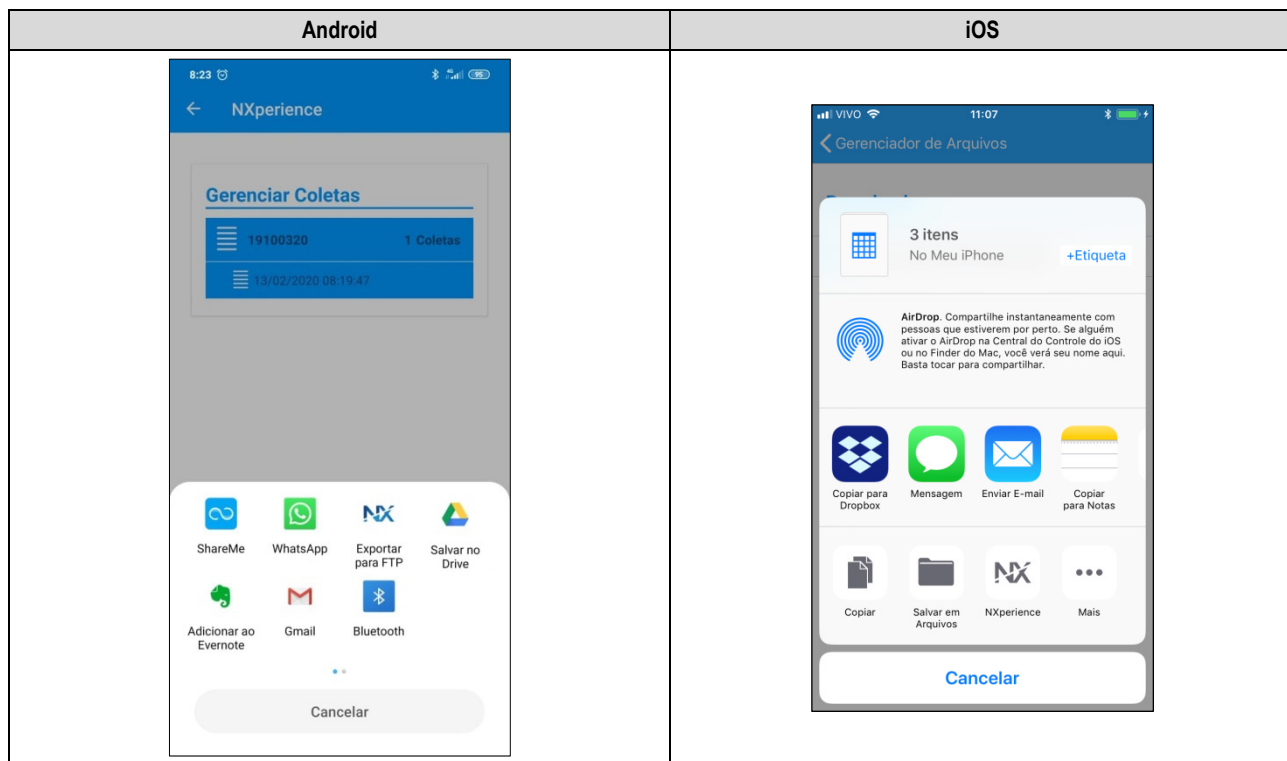 Android
iOS
8:23
95
NXperience
Gerenciar Coletas
19100320
1 Coletas
13/02/2020 08:19:47
ShareMe
WhatsApp
NX
Exportar
para FTP
Salvar no
Drive
Adicionar ao
Evernote
Gmail
Bluetooth
Cancelar
VIVO
11:07
Gerenciador de Arquivos
3 itens
No Meu iPhone
+Etiqueta
AirDrop. Compartilhe instantaneamente com
pessoas que estiverem por perto. Se alguém
ativar o AirDrop na Central do Controle do iOS
ou no Finder do Mac, você verá seu nome aqui.
Basta tocar para compartilhar.
Copiar para
Dropbox
Mensagem
Enviar E-mail
Copiar
para Notas
Copiar
Salvar em
Arquivos
NX
NXperience
Mais
Cancelar